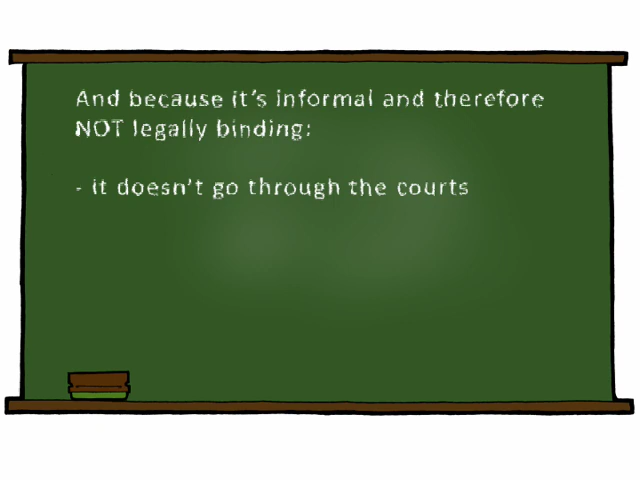 And because it's informal and therefore
NOT legally binding:
- it doesn't go through the courts